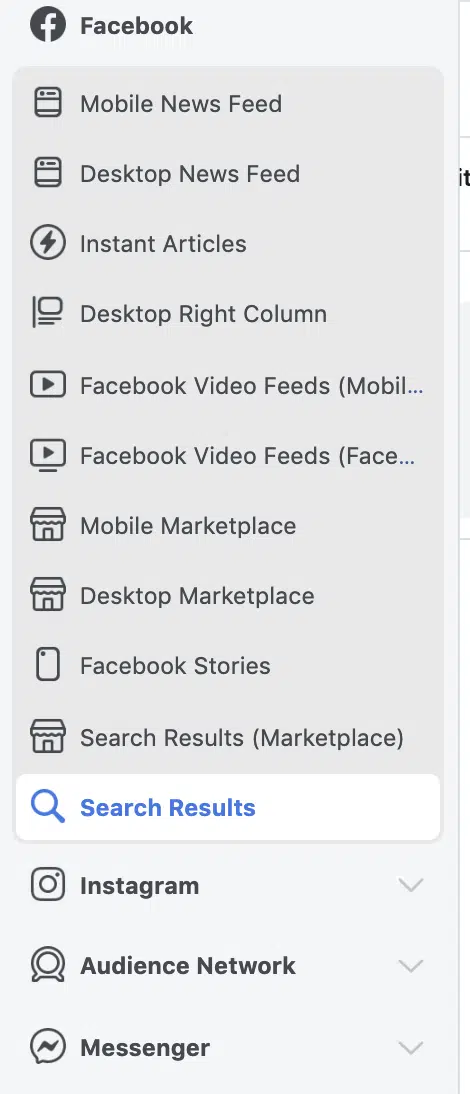 Facebook
Mobile News Feed
Desktop News Feed
Instant Articles
Desktop Right Column
Facebook Video Feeds (Mobil...
Facebook Video Feeds (Face...
Mobile Marketplace
Desktop Marketplace
Facebook Stories
Search Results (Marketplace)
Search Results
Instagram
Audience Network
Messenger